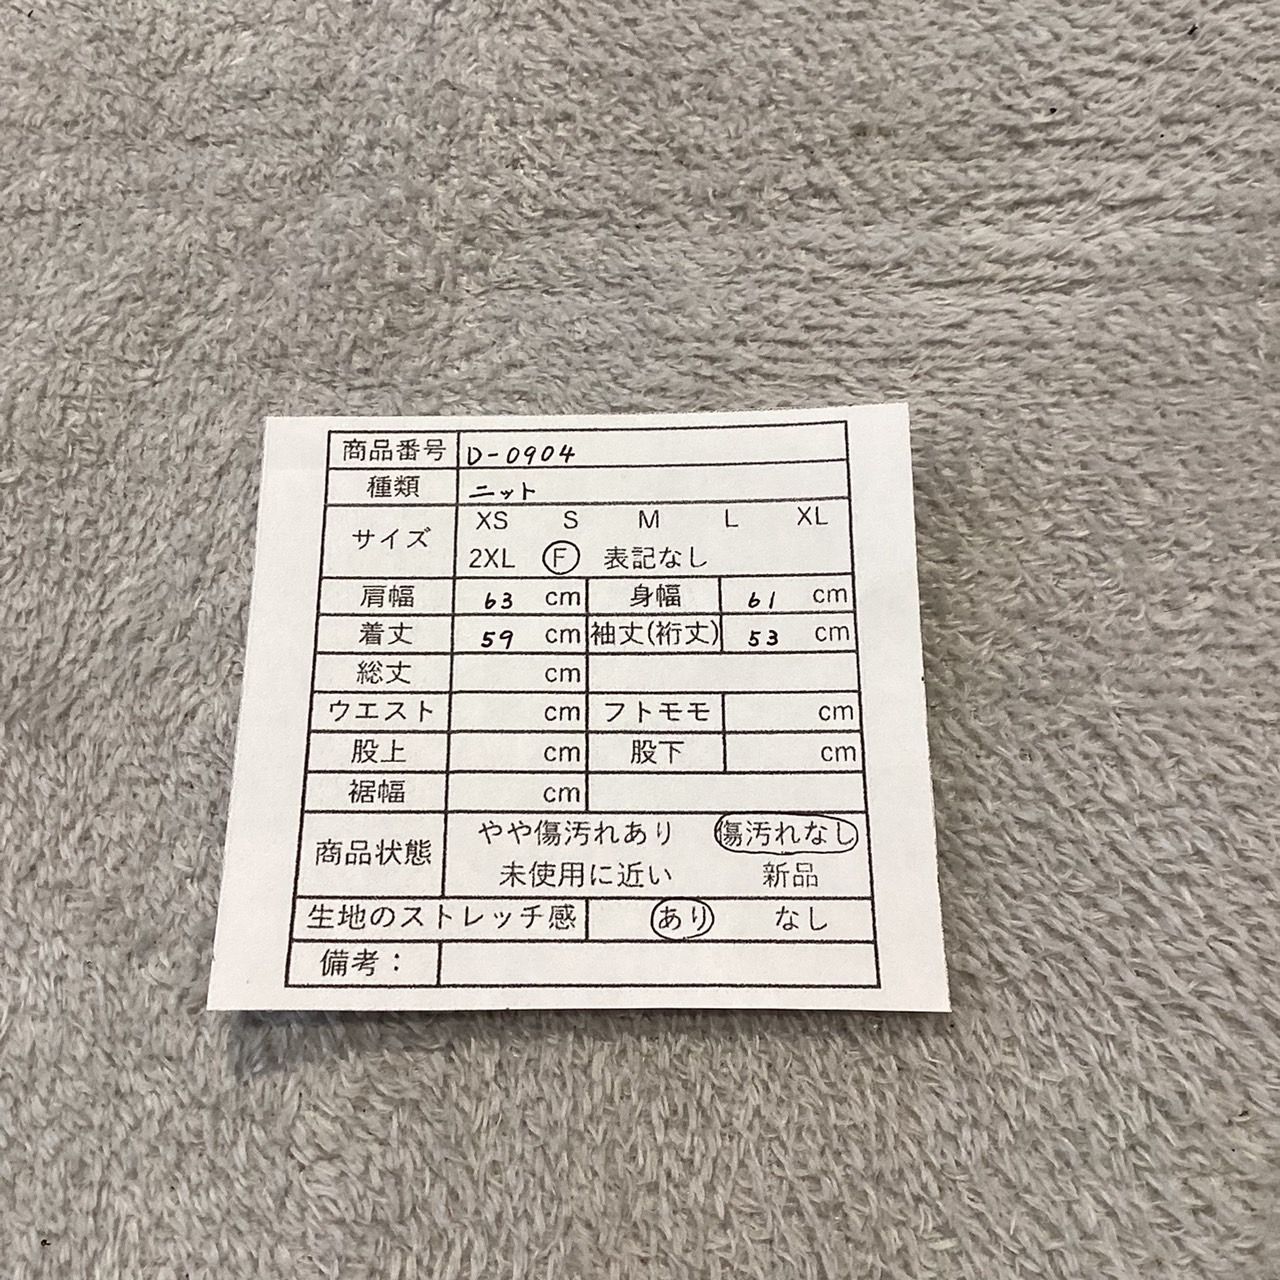 商品番号 D-0904
種類 ニット
サイズ XS S M L XL
2XL F 表記なし
肩幅 63 cm 身幅 61 cm
着丈 59 cm 袖丈(裄丈) 53 cm
総丈 cm
ウエスト cm フトモモ cm
股上 cm 股下 cm
裾幅 cm
商品状態 やや傷汚れあり 傷汚れなし
未使用に近い 新品
生地のストレッチ感 あり なし
備考：